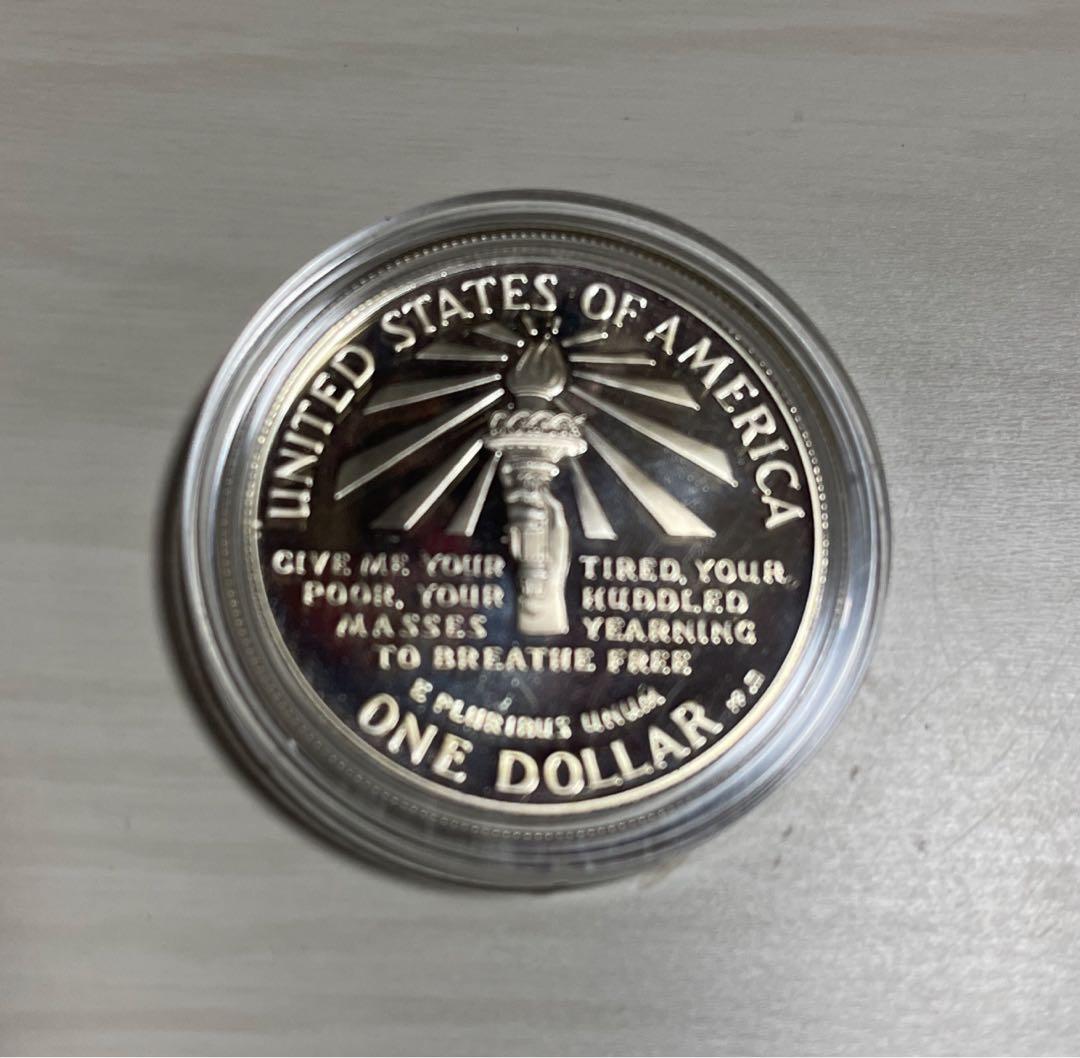 UNITED STATES OF AMERICA
GIVE ME YOUR TIRED, YOUR
POOR, YOUR HUDDLED
MASSES YEARNING
TO BREATHE FREE
E PLURIBUS UNUM
ONE DOLLAR